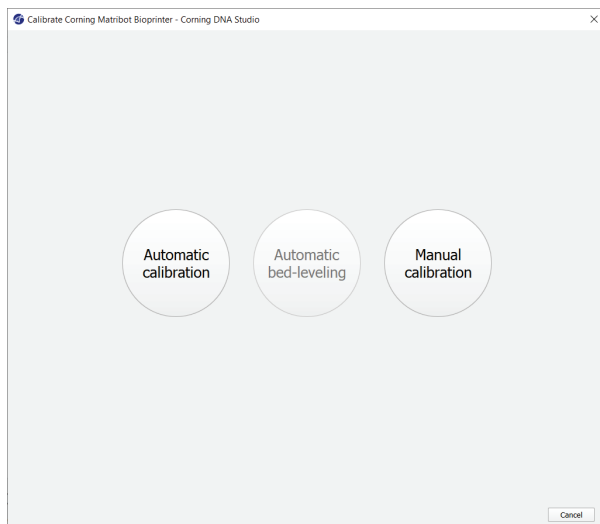 Calibrate Corning Matribot Bioprinter - Corning DNA Studio
Automatic
calibration
Automatic
bed-leveling
Manual
calibration
Cancel